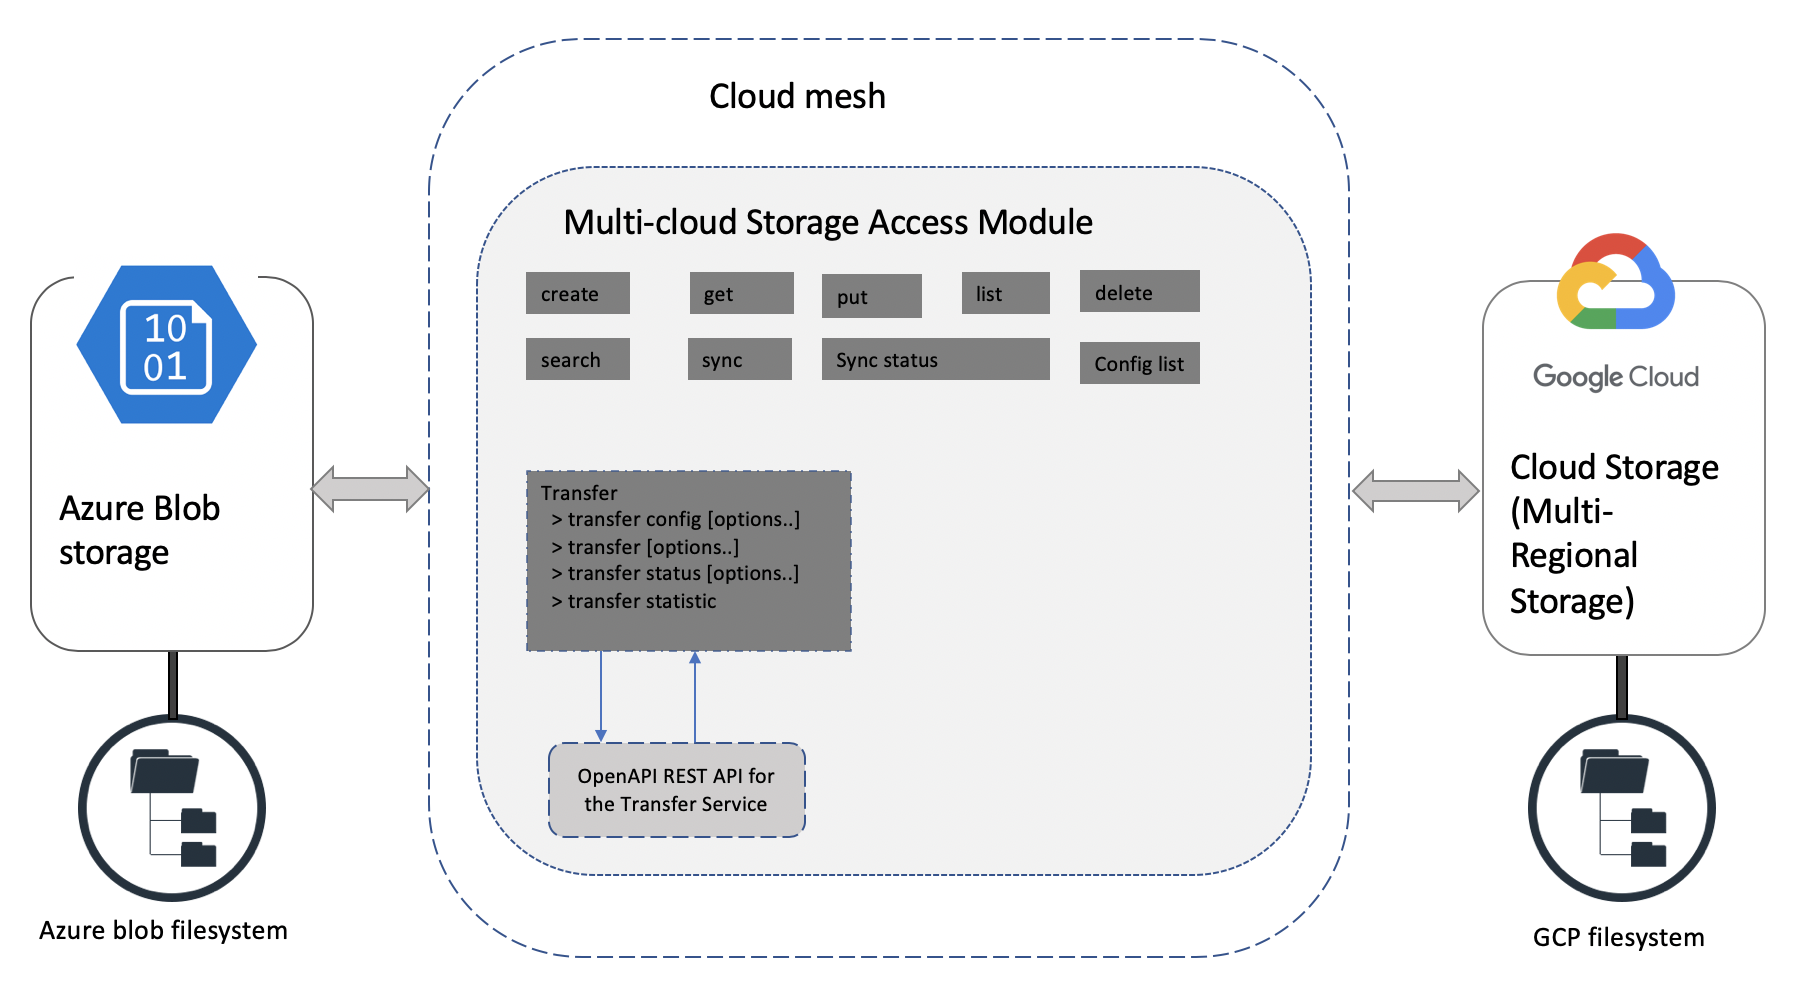 Cloud mesh
Multi-cloud Storage Access Module
create
get
put
list
delete
search
sync
Sync status
Config list
Transfer
> transfer config [options..]
> transfer [options..]
> transfer status [options..]
> transfer statistic
OpenAPI REST API for
the Transfer Service
10
01
Azure Blob
storage
Azure blob filesystem
Google Cloud
Cloud Storage
(Multi-
Regional
Storage)
GCP filesystem